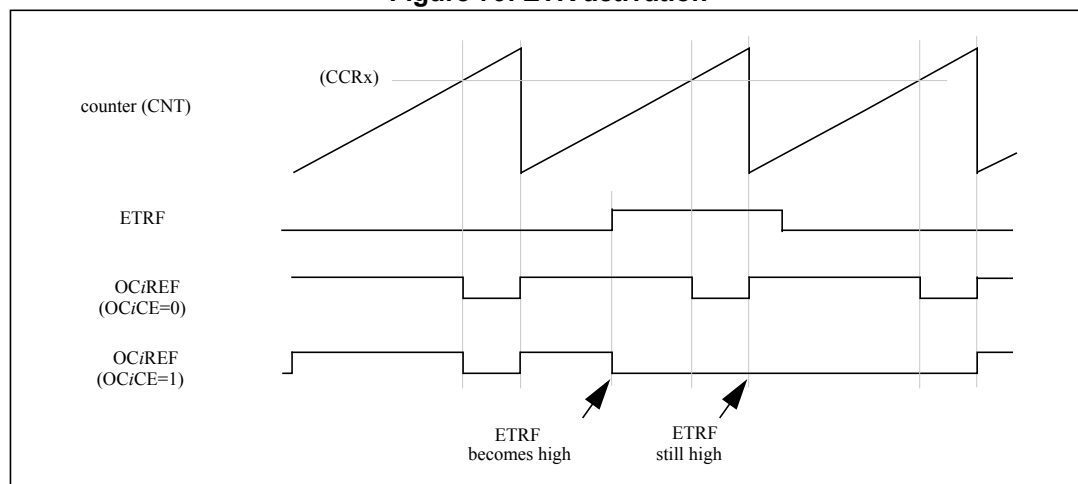 (CCRx)
counter (CNT)
ETRF
OCiREF
(OCiCE=0)
OCiREF
(OCiCE=1)
ETRF
becomes high
ETRF
still high